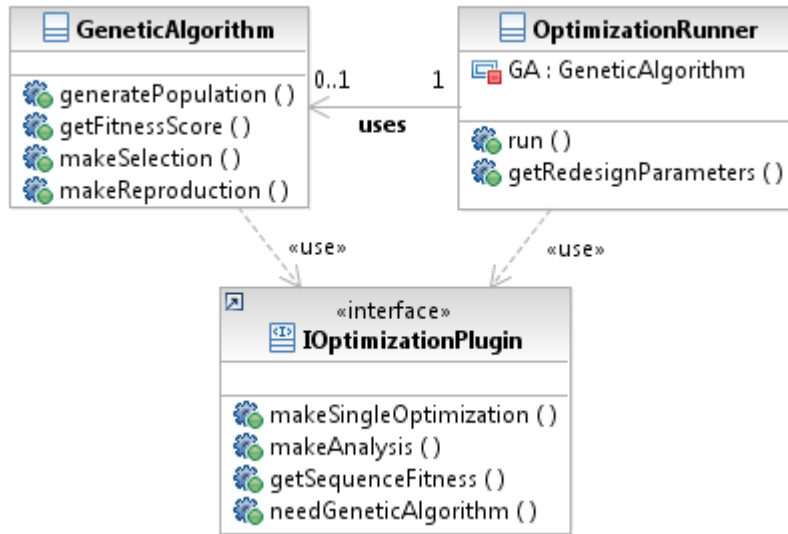 GeneticAlgorithm
generatePopulation ( )
getFitnessScore ( )
makeSelection ( )
makeReproduction ( )
0..1
1
uses
OptimizationRunner
GA : GeneticAlgorithm
run ( )
getRedesignParameters ( )
«use»
«use»
«interface»
<I>
IOptimizationPlugin
makeSingleOptimization ( )
makeAnalysis ( )
getSequenceFitness ( )
needGeneticAlgorithm ( )